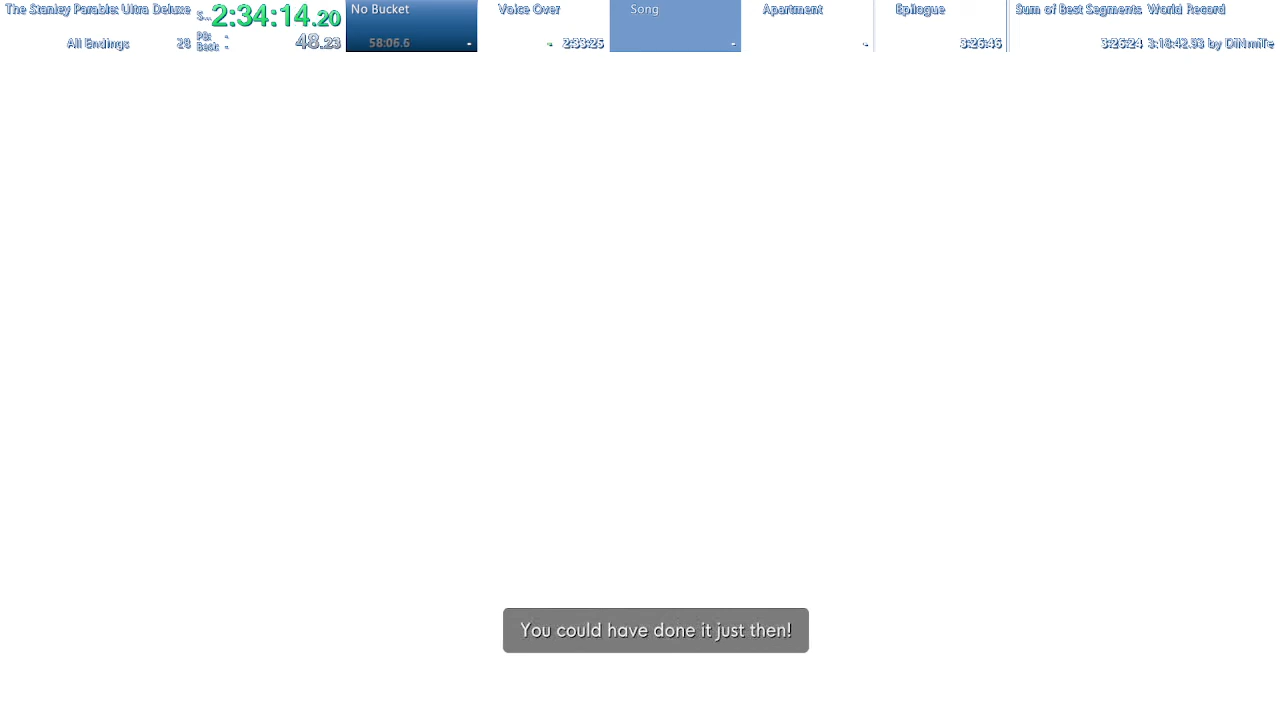 The Stanley Parable: Ultra Deluxe
All Endings 28
S... 2:34:14.20
PB: -
Best: -
48.23
No Bucket
58:06.6 -
Voice Over
- 2:33:25
Song
-
Apartment
-
Epilogue
3:26:46
Sum of Best Segments
3:26:24
World Record
3:18:42.93 by DiNmiTe
You could have done it just then!